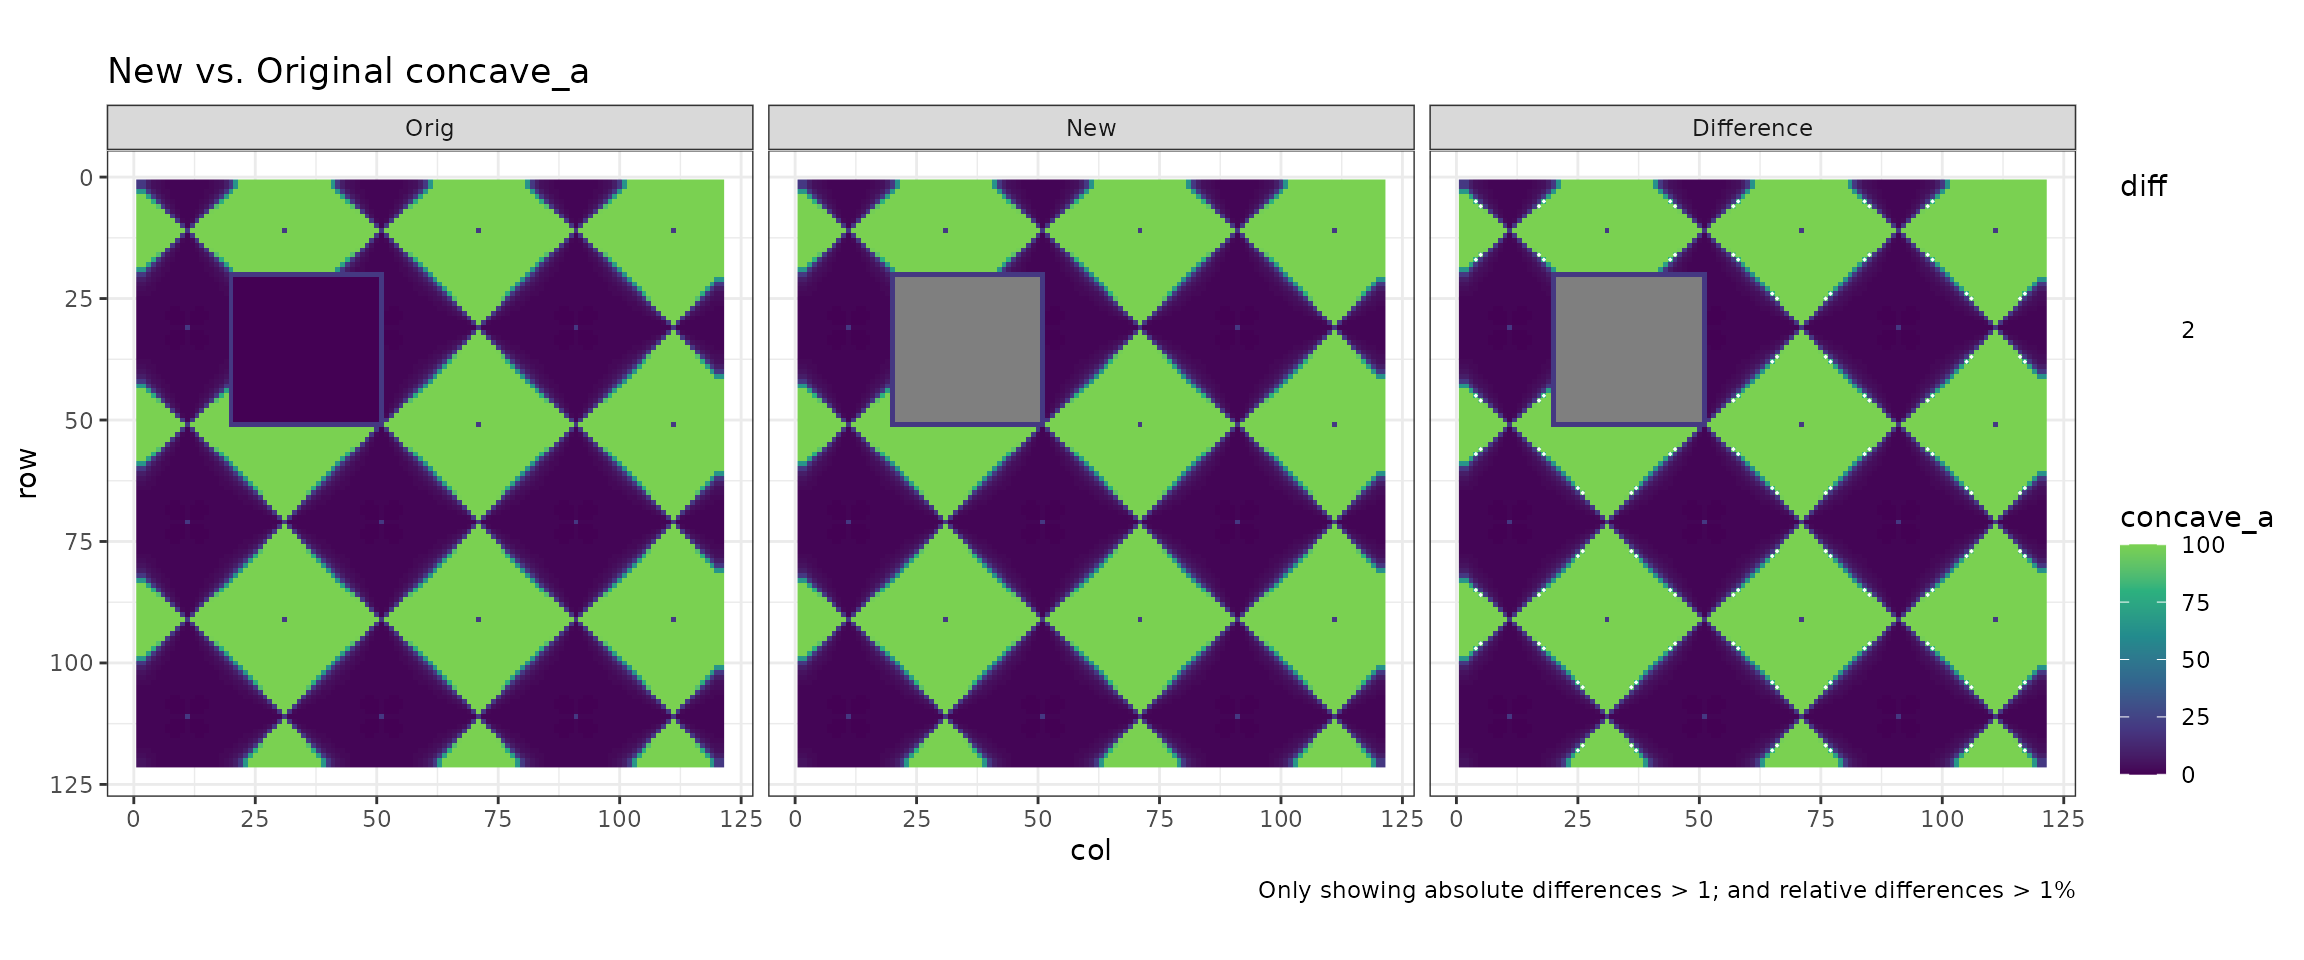 New vs. Original concave_a
Orig
New
Difference
row
0
25
50
75
100
125
0 25 50 75 100 125
0 25 50 75 100 125
0 25 50 75 100 125
col
diff
2
concave_a
100
75
50
25
0
Only showing absolute differences > 1; and relative differences > 1%